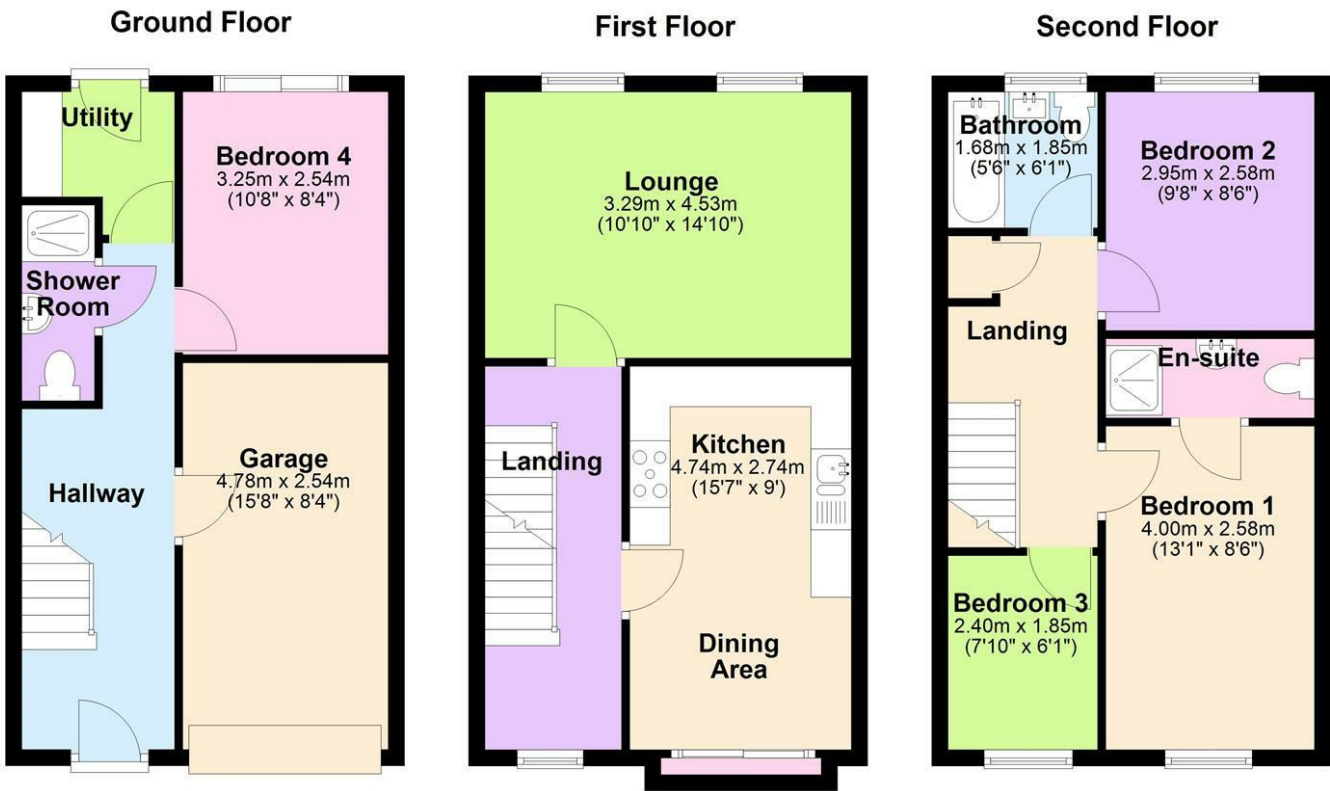 Ground Floor
Utility
Bedroom 4
3.25m x 2.54m
(10'8" x 8'4")
Shower
Room
Garage
4.78m x 2.54m
(15'8" x 8'4")
Hallway
First Floor
Lounge
3.29m x 4.53m
(10'10" x 14'10")
Landing
Kitchen
4.74m x 2.74m
(15'7" x 9')
Dining
Area
Second Floor
Bathroom
1.68m x 1.85m
(5'6" x 6'1")
Bedroom 2
2.95m x 2.58m
(9'8" x 8'6")
Landing
En-suite
Bedroom 1
4.00m x 2.58m
(13'1" x 8'6")
Bedroom 3
2.40m x 1.85m
(7'10" x 6'1")